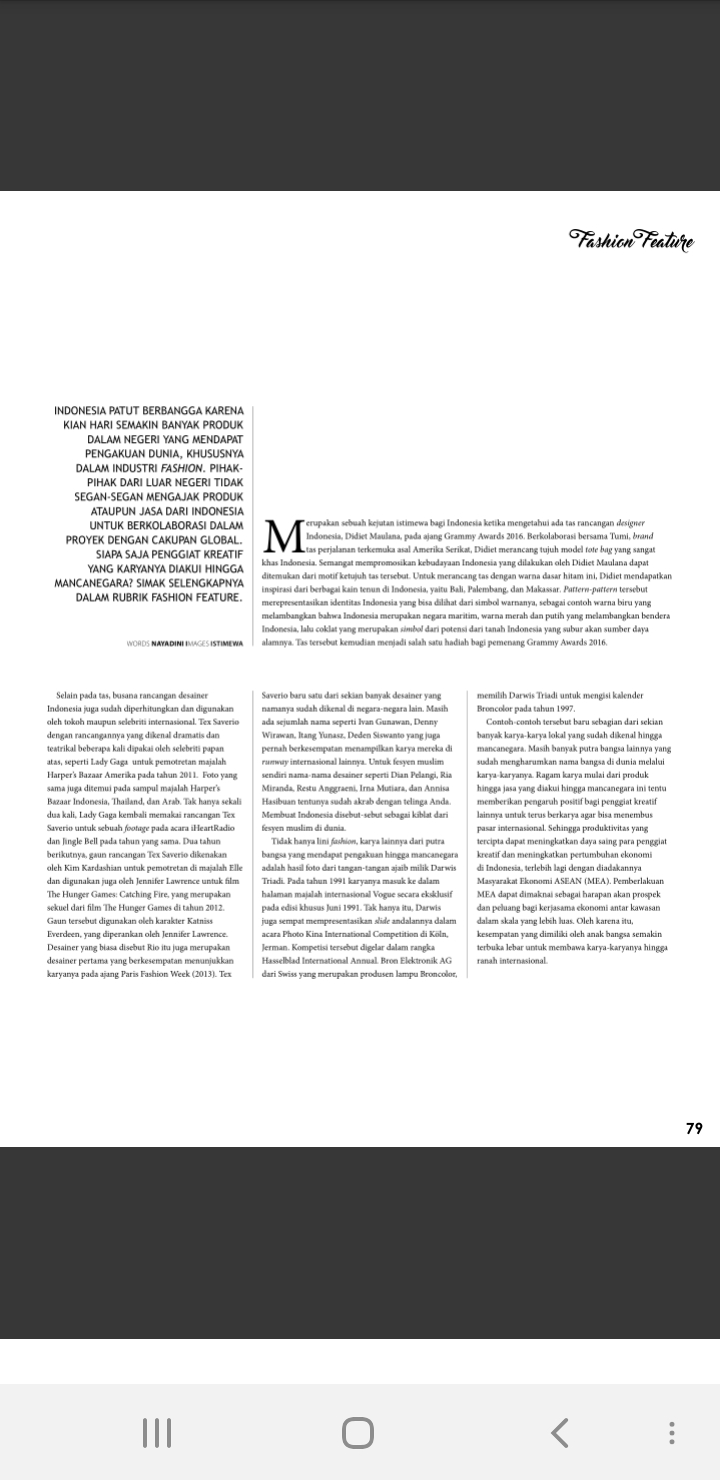 Fashion Feature
INDONESIA PATUT BERBANGGA KARENA
KIAN HARI SEMAKIN BANYAK PRODUK
DALAM NEGERI YANG MENDAPAT
PENGAKUAN DUNIA, KHUSUSNYA
DALAM INDUSTRI FASHION. PIHAK-
PIHAK DARI LUAR NEGERI TIDAK
SEGAN-SEGAN MENGAJAK PRODUK
ATAUPUN JASA DARI INDONESIA
UNTUK BERKOLABORASI DALAM
PROYEK DENGAN CAKUPAN GLOBAL.
SIAPA SAJA PENGGIAT KREATIF
YANG KARYANYA DIAKUI HINGGA
MANCANEGARA? SIMAK SELENGKAPNYA
DALAM RUBRIK FASHION FEATURE.
WORDS NAYADINI IMAGES ISTIMEWA
Merupakan sebuah kejutan istimewa bagi Indonesia ketika mengetahui ada tas rancangan designer
Indonesia, Didiet Maulana, pada ajang Grammy Awards 2016. Berkolaborasi bersama Tumi, brand
tas perjalanan terkemuka asal Amerika Serikat, Didiet merancang tujuh model tote bag yang sangat
khas Indonesia. Semangat mempromosikan kebudayaan Indonesia yang dilakukan oleh Didiet Maulana dapat
ditemukan dari motif ketujuh tas tersebut. Untuk merancang tas dengan warna dasar hitam ini, Didiet mendapatkan
inspirasi dari berbagai kain tenun di Indonesia, yaitu Bali, Palembang, dan Makassar. Pattern-pattern tersebut
merepresentasikan identitas Indonesia yang bisa dilihat dari simbol warnanya, sebagai contoh warna biru yang
melambangkan bahwa Indonesia merupakan negara maritim, warna merah dan putih yang melambangkan bendera
Indonesia, lalu coklat yang merupakan simbol dari potensi dari tanah Indonesia yang subur akan sumber daya
alamnya. Tas tersebut kemudian menjadi salah satu hadiah bagi pemenang Grammy Awards 2016.
Selain pada tas, busana rancangan desainer
Indonesia juga sudah diperhitungkan dan digunakan
oleh tokoh maupun selebriti internasional. Tex Saverio
dengan rancangannya yang dikenal dramatis dan
teatrikal beberapa kali dipakai oleh selebriti papan
atas, seperti Lady Gaga untuk pemotretan majalah
Harper's Bazaar Amerika pada tahun 2011. Foto yang
sama juga ditemui pada sampul majalah Harper's
Bazaar Indonesia, Thailand, dan Arab. Tak hanya sekali
dua kali, Lady Gaga kembali memakai rancangan Tex
Saverio untuk sebuah footage pada acara iHeartRadio
dan Jingle Bell pada tahun yang sama. Dua tahun
berikutnya, gaun rancangan Tex Saverio dikenakan
oleh Kim Kardashian untuk pemotretan di majalah Elle
dan digunakan juga oleh Jennifer Lawrence untuk film
The Hunger Games: Catching Fire, yang merupakan
sekuel dari film The Hunger Games di tahun 2012.
Gaun tersebut digunakan oleh karakter Katniss
Everdeen, yang diperankan oleh Jennifer Lawrence.
Desainer yang biasa disebut Rio itu juga merupakan
desainer pertama yang berkesempatan menunjukkan
karyanya pada ajang Paris Fashion Week (2013). Tex
Saverio baru satu dari sekian banyak desainer yang
namanya sudah dikenal di negara-negara lain. Masih
ada sejumlah nama seperti Ivan Gunawan, Denny
Wirawan, Itang Yunasz, Deden Siswanto yang juga
pernah berkesempatan menampilkan karya mereka di
runway internasional lainnya. Untuk fesyen muslim
sendiri nama-nama desainer seperti Dian Pelangi, Ria
Miranda, Restu Anggraeni, Irna Mutiara, dan Annisa
Hasibuan tentunya sudah akrab dengan telinga Anda.
Membuat Indonesia disebut-sebut sebagai kiblat dari
fesyen muslim di dunia.
Tidak hanya lini fashion, karya lainnya dari putra
bangsa yang mendapat pengakuan hingga mancanegara
adalah hasil foto dari tangan-tangan ajaib milik Darwis
Triadi. Pada tahun 1991 karyanya masuk ke dalam
halaman majalah internasional Vogue secara eksklusif
pada edisi khusus Juni 1991. Tak hanya itu, Darwis
juga sempat mempresentasikan slide andalannya dalam
acara Photo Kina International Competition di Köln,
Jerman. Kompetisi tersebut digelar dalam rangka
Hasselblad International Annual. Bron Elektronik AG
dari Swiss yang merupakan produsen lampu Broncolor,
memilih Darwis Triadi untuk mengisi kalender
Broncolor pada tahun 1997.
Contoh-contoh tersebut baru sebagian dari sekian
banyak karya-karya lokal yang sudah dikenal hingga
mancanegara. Masih banyak putra bangsa lainnya yang
sudah mengharumkan nama bangsa di dunia melalui
karya-karyanya. Ragam karya mulai dari produk
hingga jasa yang diakui hingga mancanegara ini tentu
memberikan pengaruh positif bagi penggiat kreatif
lainnya untuk terus berkarya agar bisa menembus
pasar internasional. Sehingga produktivitas yang
tercipta dapat meningkatkan daya saing para penggiat
kreatif dan meningkatkan pertumbuhan ekonomi
di Indonesia, terlebih lagi dengan diadakannya
Masyarakat Ekonomi ASEAN (MEA). Pemberlakuan
MEA dapat dimaknai sebagai harapan akan prospek
dan peluang bagi kerjasama ekonomi antar kawasan
dalam skala yang lebih luas. Oleh karena itu,
kesempatan yang dimiliki oleh anak bangsa semakin
terbuka lebar untuk membawa karya-karyanya hingga
ranah internasional.
79